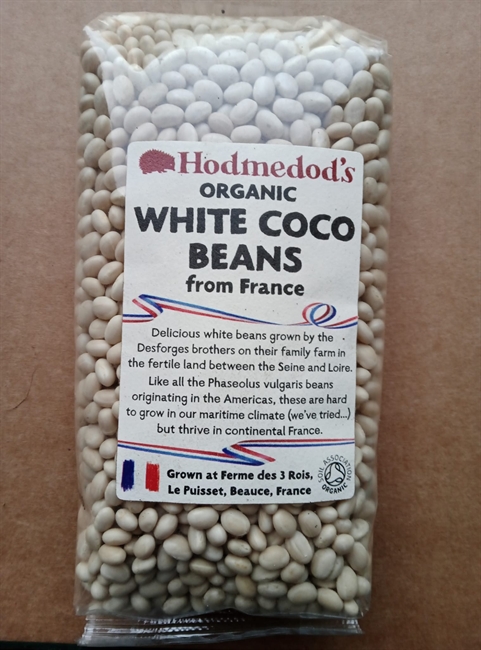 Hodmedod's
ORGANIC
WHITE COCO
BEANS
from France
Delicious white beans grown by the
Desforges brothers on their family farm in
the fertile land between the Seine and Loire.
Like all the Phaseolus vulgaris beans
originating in the Americas, these are hard
to grow in our maritime climate (we've tried...)
but thrive in continental France.
Grown at Ferme des 3 Rois,
Le Puisset, Beauce, France
SOIL ASSOCIATION
ORGANIC